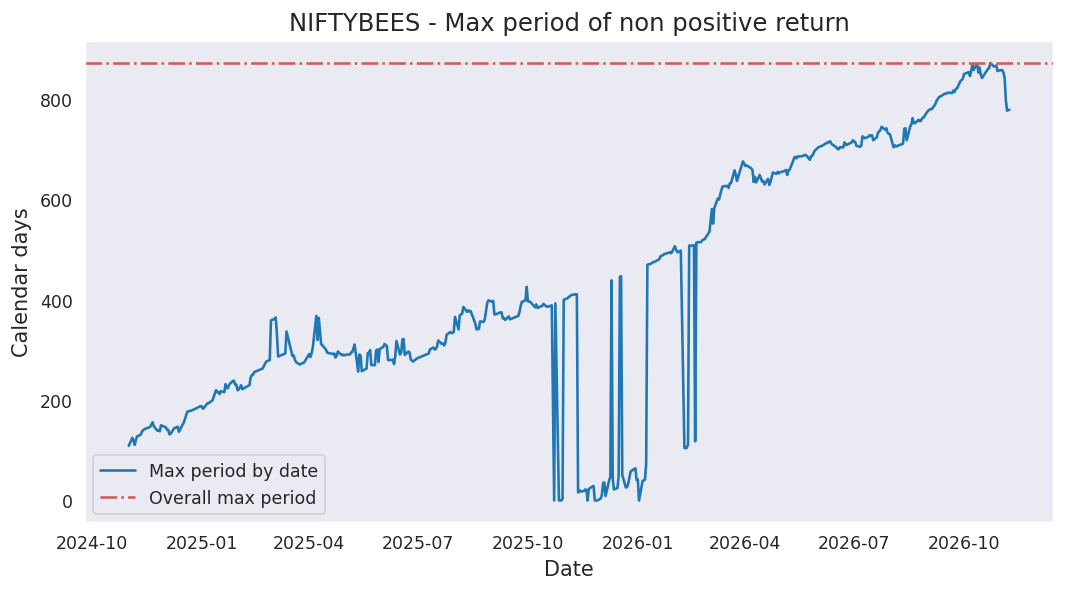 NIFTYBEES - Max period of non positive return
Calendar days
800
600
400
200
0
Max period by date
Overall max period
2024-10
2025-01
2025-04
2025-07
2025-10
2026-01
2026-04
2026-07
2026-10
Date